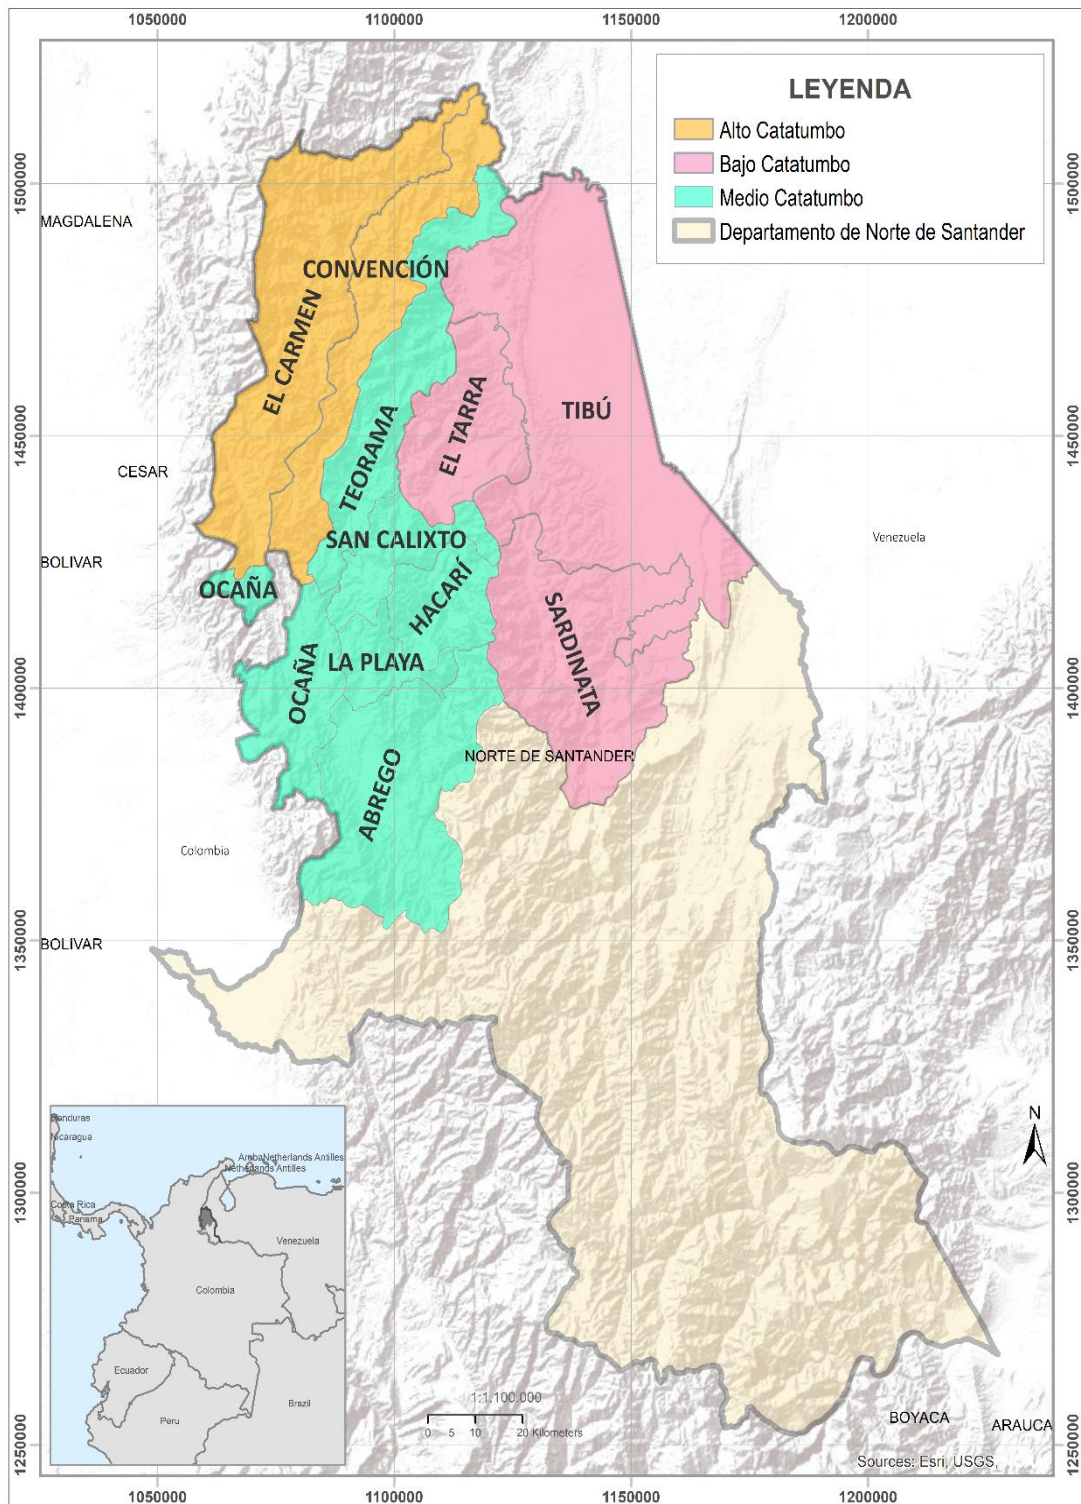 1050000
1100000
1150000
1200000
LEYENDA
Alto Catatumbo
Bajo Catatumbo
Medio Catatumbo
Departamento de Norte de Santander
1500000
1500000
MAGDALENA
CONVENCIÓN
EL CARMEN
TIBÚ
EL TARRA
TEORAMA
1450000
1450000
CESAR
SAN CALIXTO
Venezuela
BOLIVAR
OCAÑA
HACARÍ
SARDINATA
LA PLAYA
OCAÑA
1400000
1400000
NORTE DE SANTANDER
ABREGO
Colombia
BOLIVAR
1350000
1350000
Honduras
Nicaragua
ArubaNetherlands Antilles
Netherlands Antilles
Costa Rica
Panama
Venezuela
Colombia
Ecuador
Peru
Brazil
N
1300000
1300000
1:1.100.000
0 5 10 20 Kilometers
BOYACA
ARAUCA
1250000
1250000
Sources: Esri, USGS,
1050000
1100000
1150000
1200000